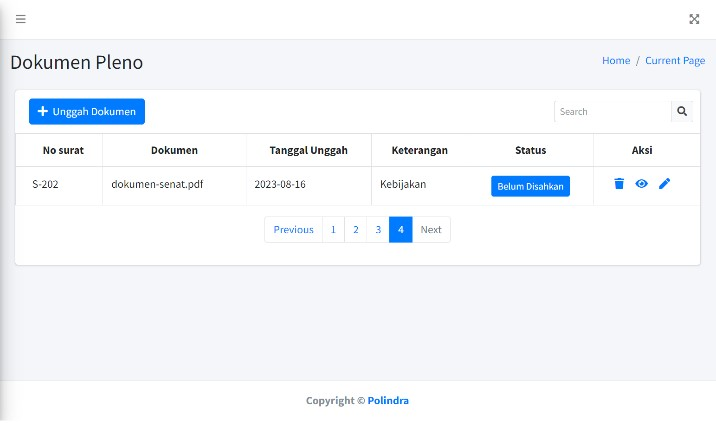 Dokumen Pleno
Home / Current Page
+ Unggah Dokumen
Search
No surat Dokumen Tanggal Unggah Keterangan Status Aksi
S-202 dokumen-senat.pdf 2023-08-16 Kebijakan Belum Disahkan
Previous 1 2 3 4 Next
Copyright © Polindra